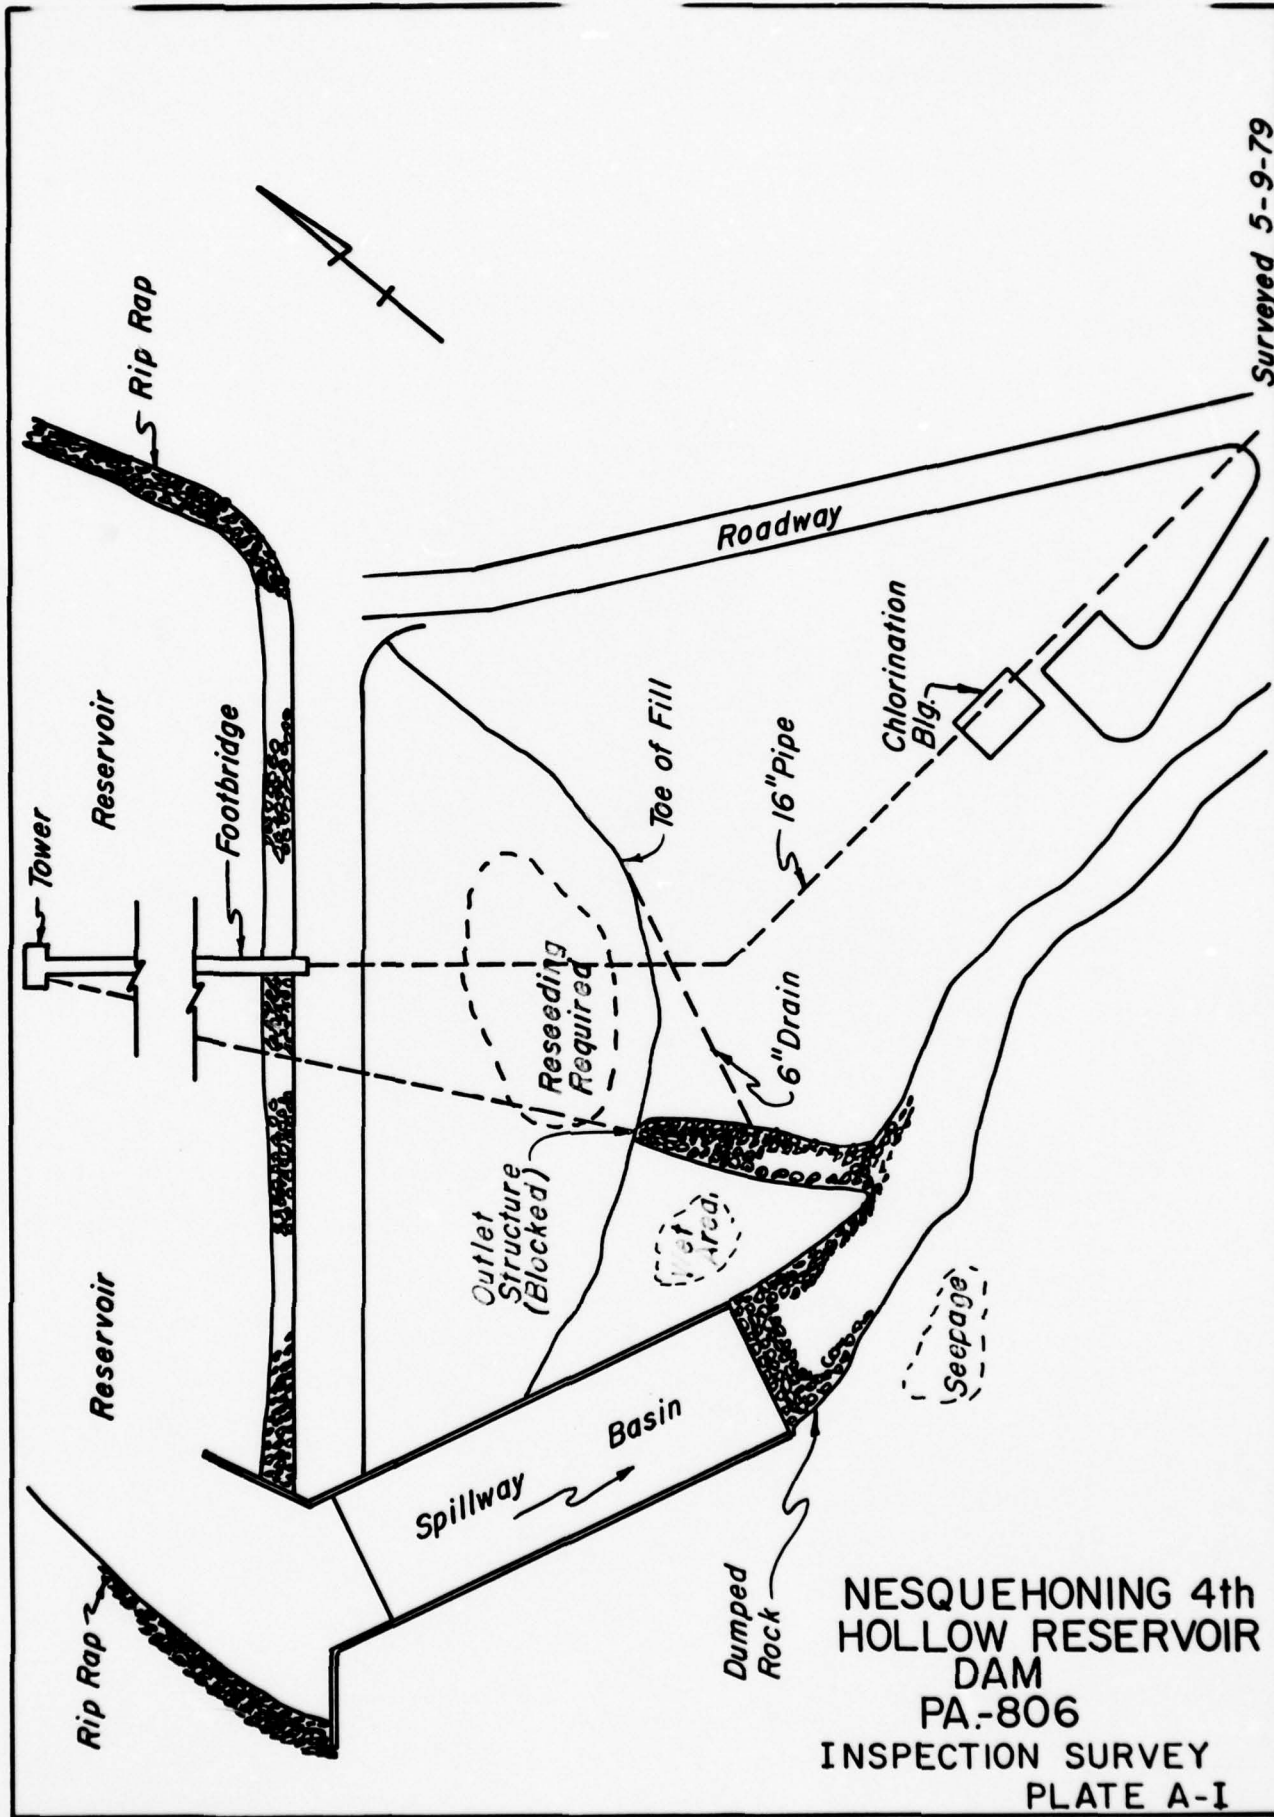 Tower
Reservoir
Footbridge
Rip Rap
Reservoir
Rip Rap
Roadway
Toe of Fill
16" Pipe
6" Drain
Chlorination
Blg.
Reseeding
Required
Outlet
Structure
(Blocked)
Wet
Area
Seepage
Spillway
Basin
Dumped
Rock
Surveyed 5-9-79
NESQUEHONING 4th
HOLLOW RESERVOIR
DAM
PA.-806
INSPECTION SURVEY
PLATE A-I